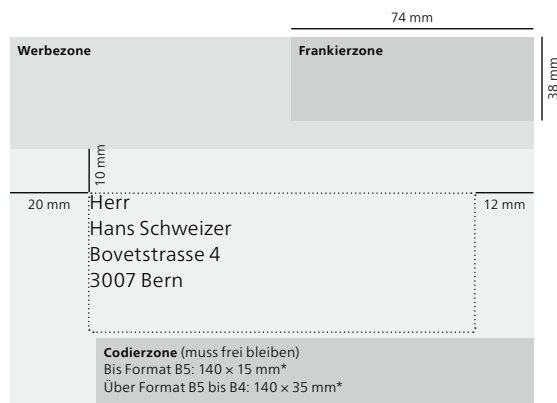 74 mm
Werbezone
Frankierzone
38 mm
10 mm
20 mm
12 mm
Herr
Hans Schweizer
Bovetstrasse 4
3007 Bern
Codierzone (muss frei bleiben)
Bis Format B5: 140 × 15 mm*
Über Format B5 bis B4: 140 × 35 mm*